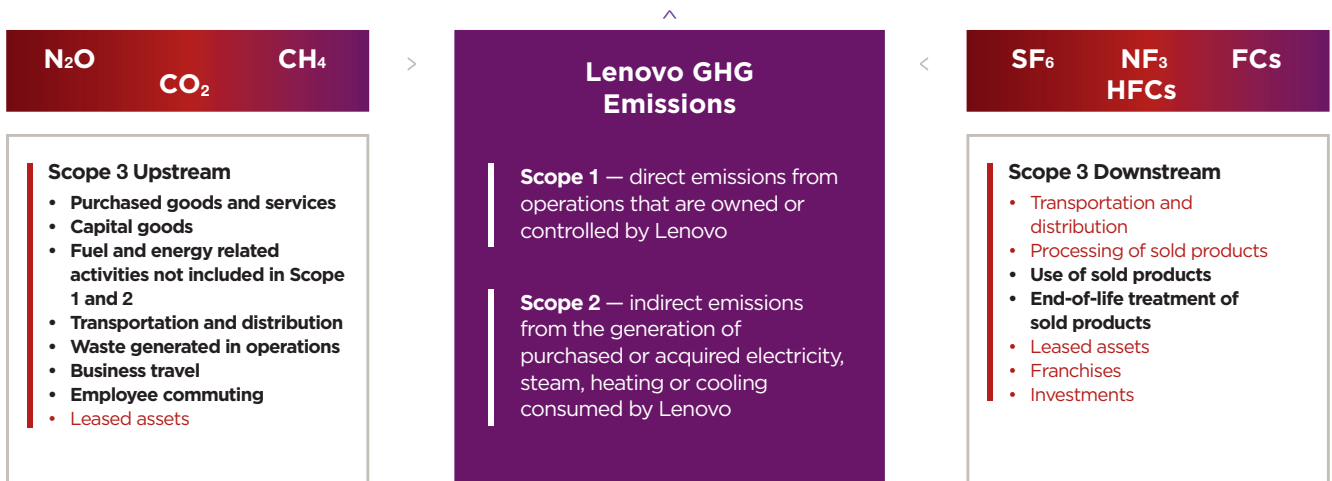 N2O CH4
CO2
Scope 3 Upstream
• Purchased goods and services
• Capital goods
• Fuel and energy related
activities not included in Scope
1 and 2
• Transportation and distribution
• Waste generated in operations
• Business travel
• Employee commuting
• Leased assets
Lenovo GHG
Emissions
Scope 1 — direct emissions from
operations that are owned or
controlled by Lenovo
Scope 2 — indirect emissions
from the generation of
purchased or acquired electricity,
steam, heating or cooling
consumed by Lenovo
SF6 NF3 FCs
HFCs
Scope 3 Downstream
• Transportation and
distribution
• Processing of sold products
• Use of sold products
• End-of-life treatment of
sold products
• Leased assets
• Franchises
• Investments